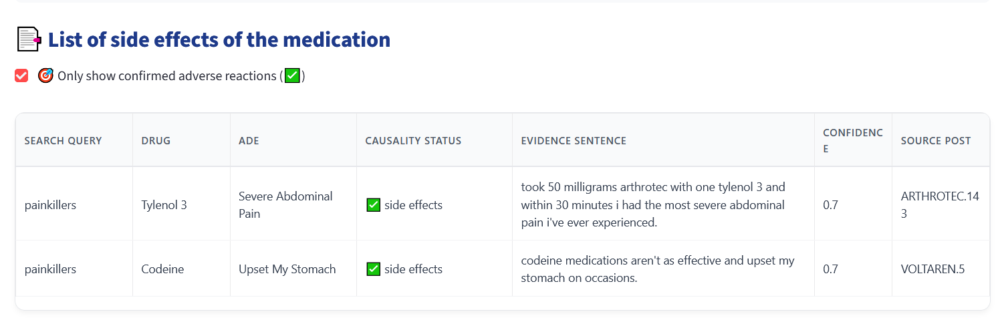 List of side effects of the medication
Only show confirmed adverse reactions (✅)
SEARCH QUERY DRUG ADE CAUSALITY STATUS EVIDENCE SENTENCE CONFIDENC
E SOURCE POST
painkillers Tylenol 3 Severe Abdominal
Pain ✅ side effects took 50 milligrams arthrotec with one tylenol 3 and
within 30 minutes i had the most severe abdominal
pain i've ever experienced. 0.7 ARTHROTEC.14
3
painkillers Codeine Upset My Stomach ✅ side effects codeine medications aren't as effective and upset my
stomach on occasions. 0.7 VOLTAREN.5